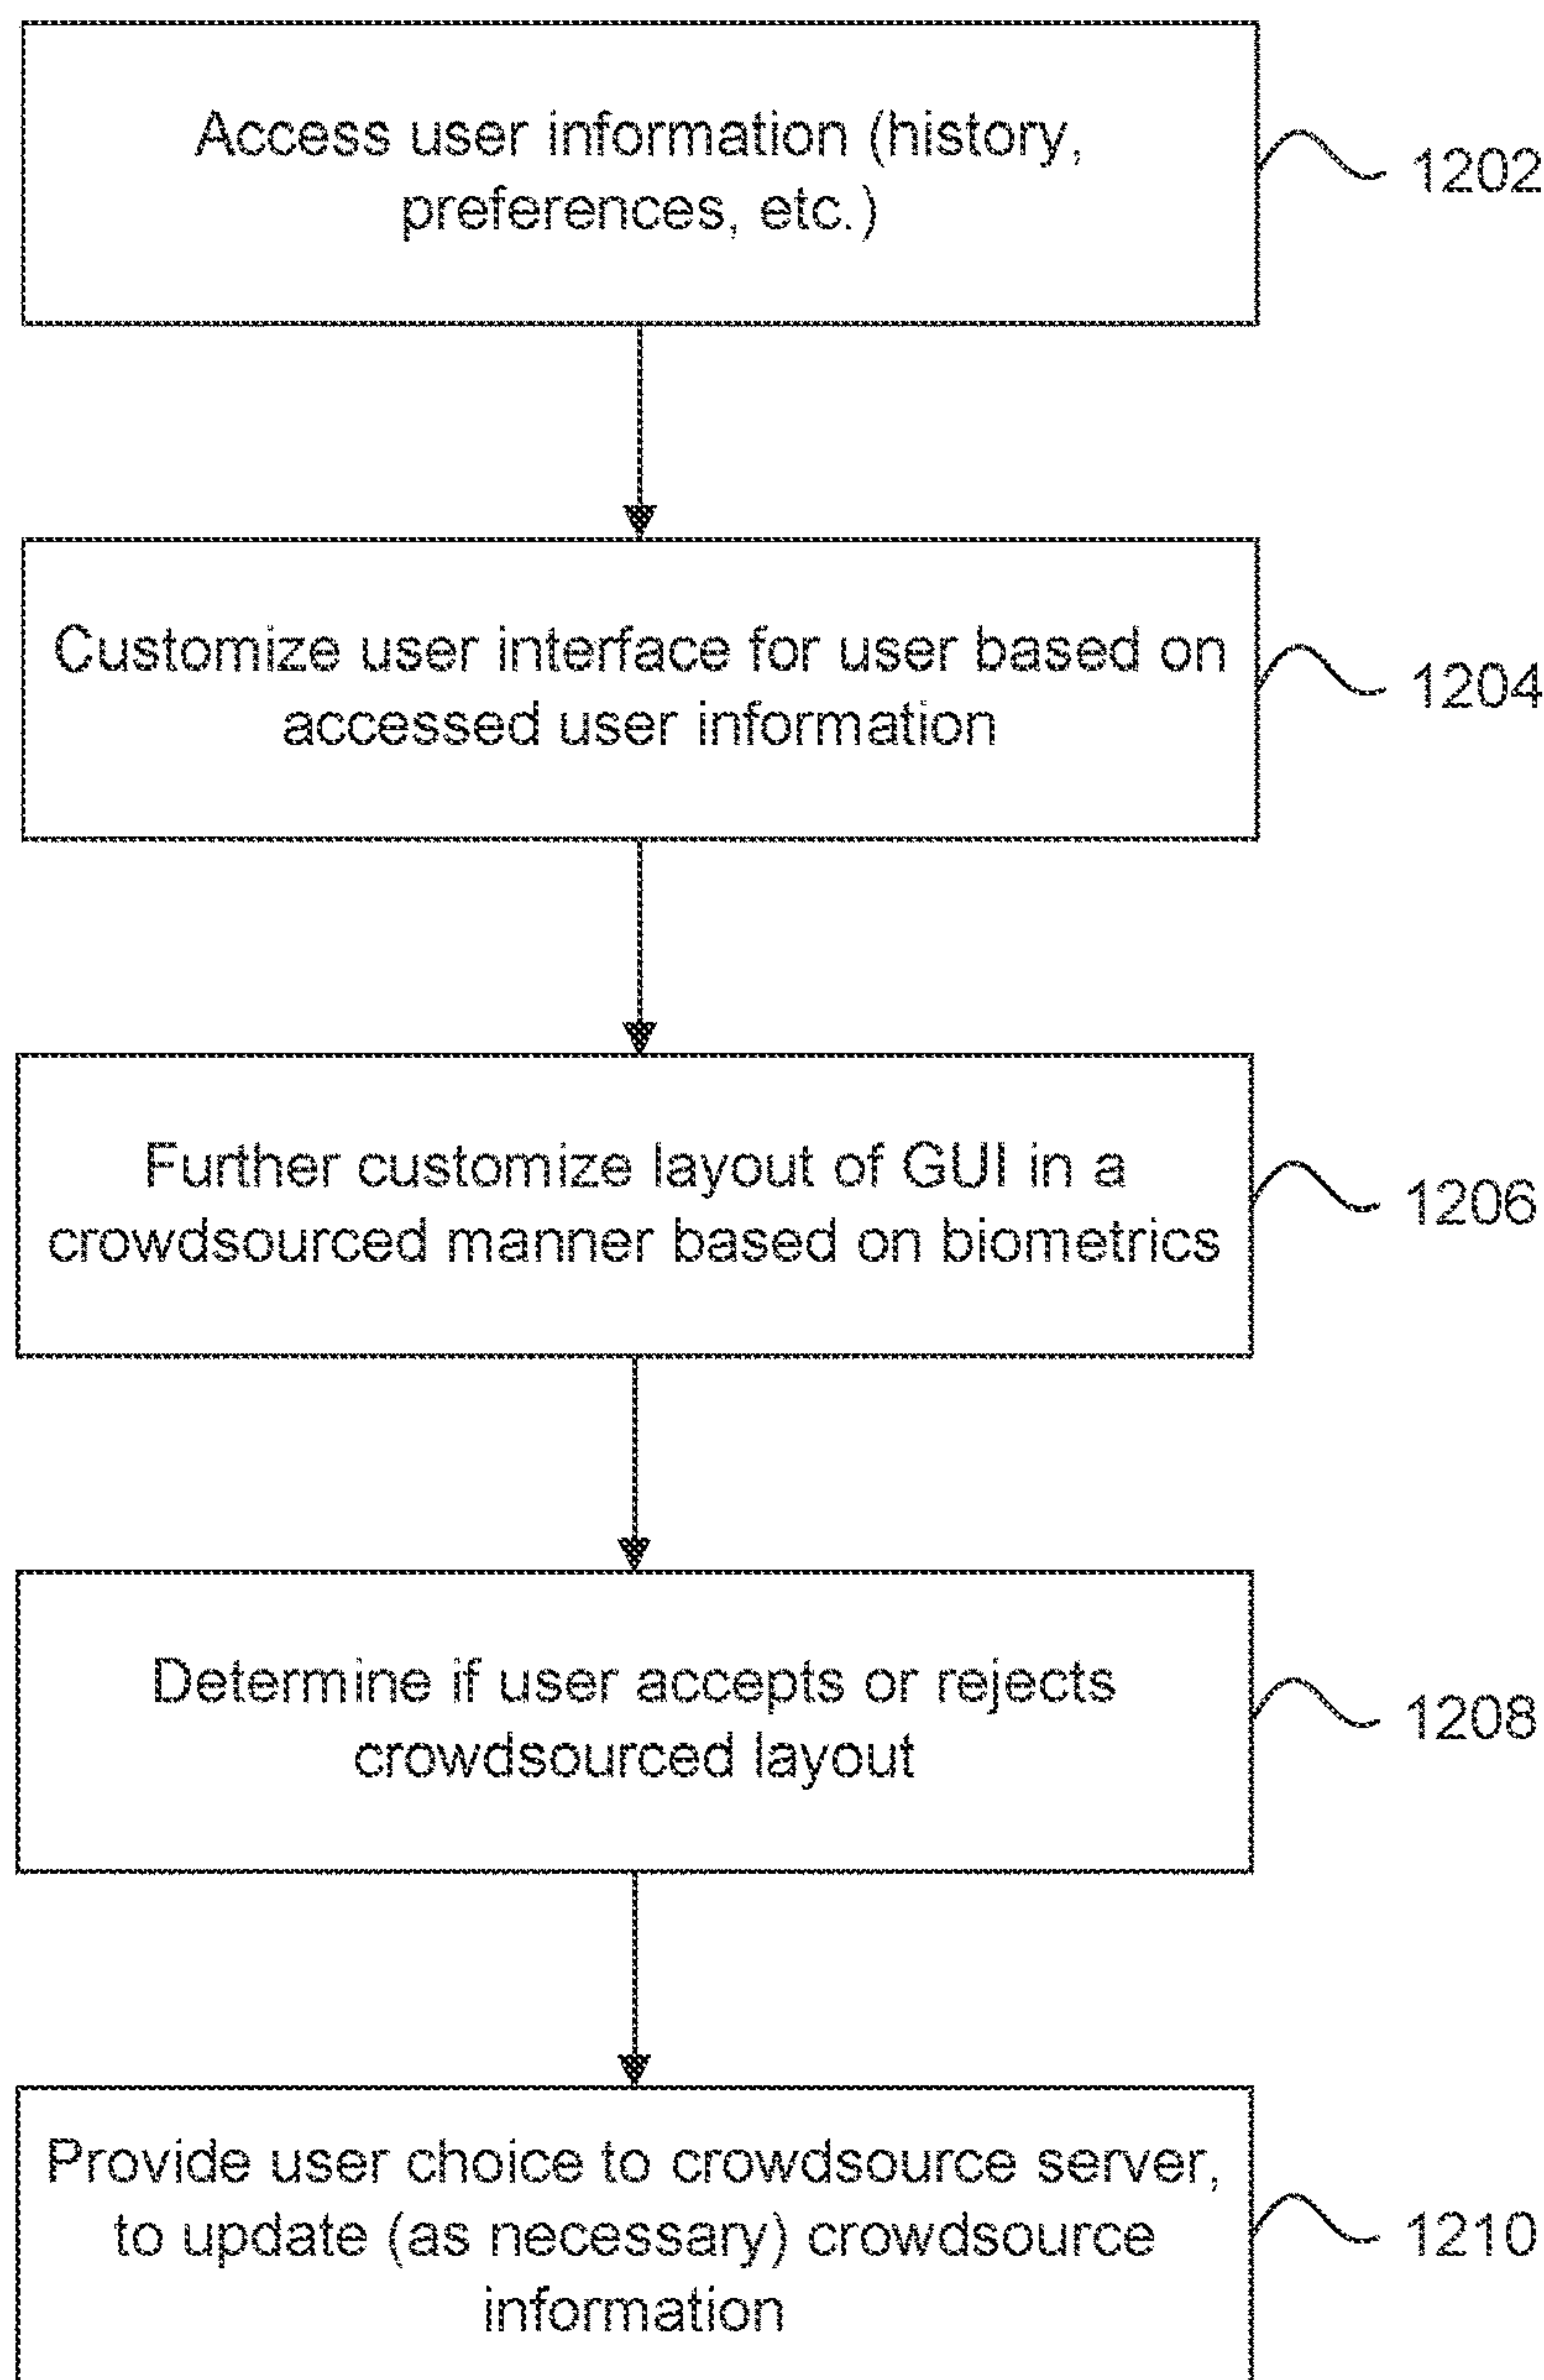 Access user information (history,
preferences, etc.)
1202
Customize user interface for user based on
accessed user information
1204
Further customize layout of GUI in a
crowdsourced manner based on biometrics
1206
Determine if user accepts or rejects
crowdsourced layout
1208
Provide user choice to crowdsource server,
to update (as necessary) crowdsource
information
1210